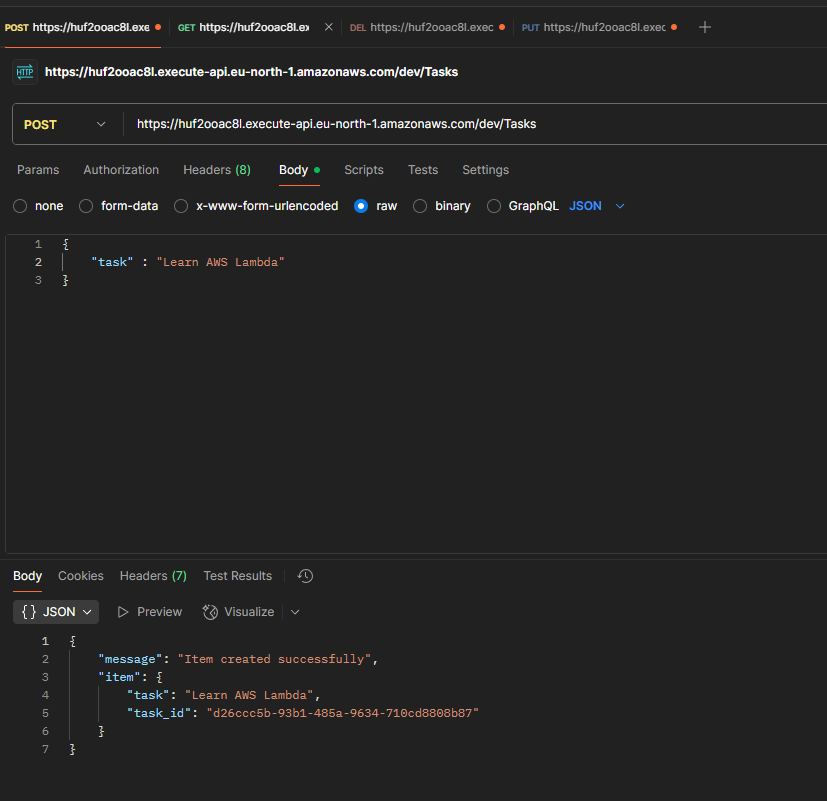 POST https://huf2ooac8l.exe GET https://huf2ooac8l.ex DEL https://huf2ooac8l.exec PUT https://huf2ooac8l.exec
HTTP https://huf2ooac8l.execute-api.eu-north-1.amazonaws.com/dev/Tasks
POST https://huf2ooac8l.execute-api.eu-north-1.amazonaws.com/dev/Tasks
Params Authorization Headers (8) Body Scripts Tests Settings
none form-data x-www-form-urlencoded raw binary GraphQL JSON
1 {
2 "task" : "Learn AWS Lambda"
3 }
Body Cookies Headers (7) Test Results
{} JSON Preview Visualize
1 {
2 "message": "Item created successfully",
3 "item": {
4 "task": "Learn AWS Lambda",
5 "task_id": "d26ccc5b-93b1-485a-9634-710cd8808b87"
6 }
7 }